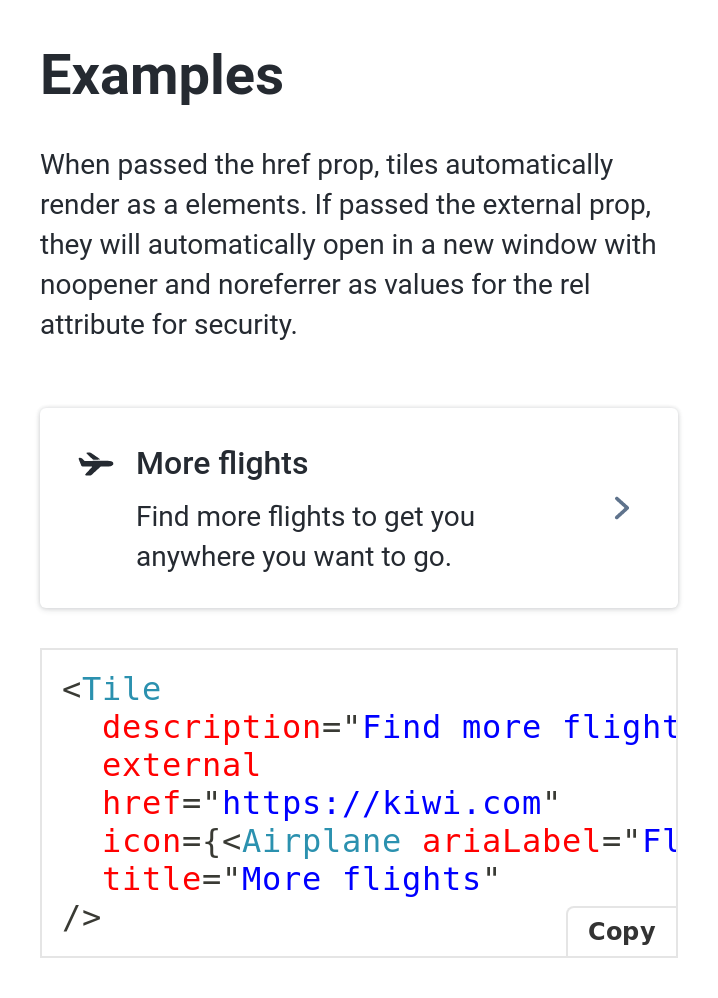 Examples
When passed the href prop, tiles automatically
render as a elements. If passed the external prop,
they will automatically open in a new window with
noopener and noreferrer as values for the rel
attribute for security.
More flights
Find more flights to get you
anywhere you want to go.
<Tile
  description="Find more flight
  external
  href="https://kiwi.com"
  icon={<Airplane ariaLabel="Fl
  title="More flights"
/>
Copy